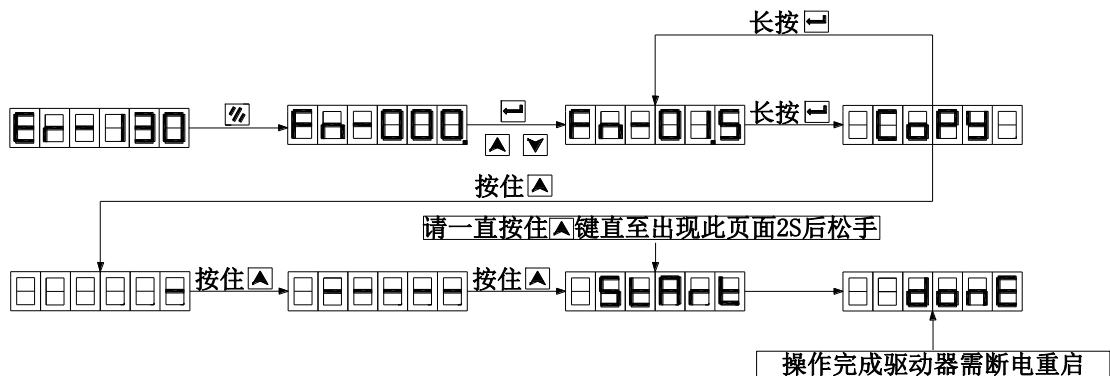 长按
Er-130
Fn-000.
Fn-01.5
长按
CoPY
按住
请一直按住
键直至出现此页面2S后松手
-
按住
-----
按住
StArt
donE
操作完成驱动器需断电重启